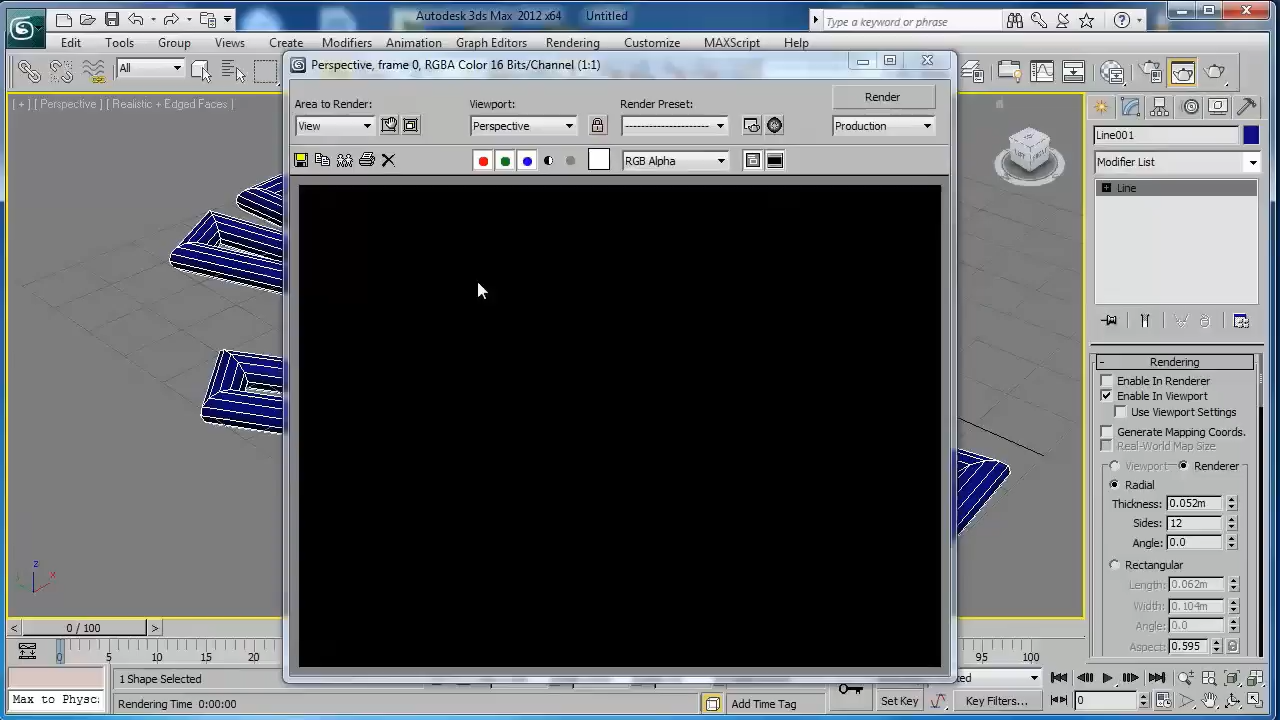 Autodesk 3ds Max 2012 x64 Untitled
Type a keyword or phrase
Edit Tools Group Views Create Modifiers Animation Graph Editors Rendering Customize MAXScript Help
All
Perspective, frame 0, RGBA Color 16 Bits/Channel (1:1)
[ + ] [ Perspective ] [ Realistic + Edged Faces ]
Area to Render: Viewport: Render Preset: Render
View Perspective -------------------- Production
RGB Alpha
Line001
Modifier List
Line
- Rendering
Enable In Renderer
Enable In Viewport
Use Viewport Settings
Generate Mapping Coords.
Real-World Map Size
Viewport Renderer
Radial
Thickness: 0.052m
Sides: 12
Angle: 0.0
Rectangular
Length: 0.062m
Width: 0.104m
Angle: 0.0
Aspect: 0.595
z
x
< 0 / 100 >
0 5 10 15 20 25 95 100
1 Shape Selected
Max to Physc:
Rendering Time 0:00:00
Add Time Tag
Set Key
Key Filters...
0